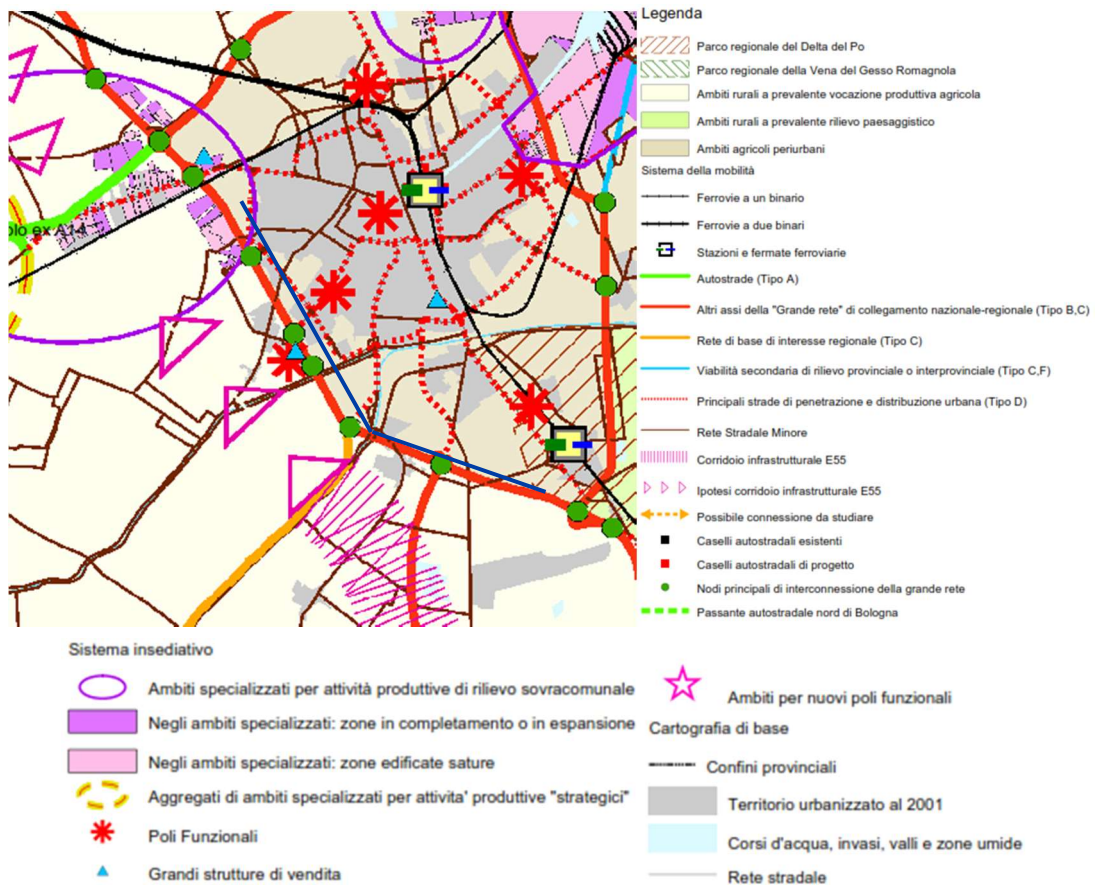 olo ex A14
Legenda
Parco regionale del Delta del Po
Parco regionale della Vena del Gesso Romagnola
Ambiti rurali a prevalente vocazione produttiva agricola
Ambiti rurali a prevalente rilievo paesaggistico
Ambiti agricoli periurbani
Sistema della mobilità
Ferrovie a un binario
Ferrovie a due binari
Stazioni e fermate ferroviarie
Autostrade (Tipo A)
Altri assi della "Grande rete" di collegamento nazionale-regionale (Tipo B,C)
Rete di base di interesse regionale (Tipo C)
Viabilità secondaria di rilievo provinciale o interprovinciale (Tipo C,F)
Principali strade di penetrazione e distribuzione urbana (Tipo D)
Rete Stradale Minore
Corridoio infrastrutturale E55
Ipotesi corridoio infrastrutturale E55
Possibile connessione da studiare
Caselli autostradali esistenti
Caselli autostradali di progetto
Nodi principali di interconnessione della grande rete
Passante autostradale nord di Bologna
Sistema insediativo
Ambiti specializzati per attività produttive di rilievo sovracomunale
Negli ambiti specializzati: zone in completamento o in espansione
Negli ambiti specializzati: zone edificate sature
Aggregati di ambiti specializzati per attivita' produttive "strategici"
Poli Funzionali
Grandi strutture di vendita
Ambiti per nuovi poli funzionali
Cartografia di base
Confini provinciali
Territorio urbanizzato al 2001
Corsi d'acqua, invasi, valli e zone umide
Rete stradale